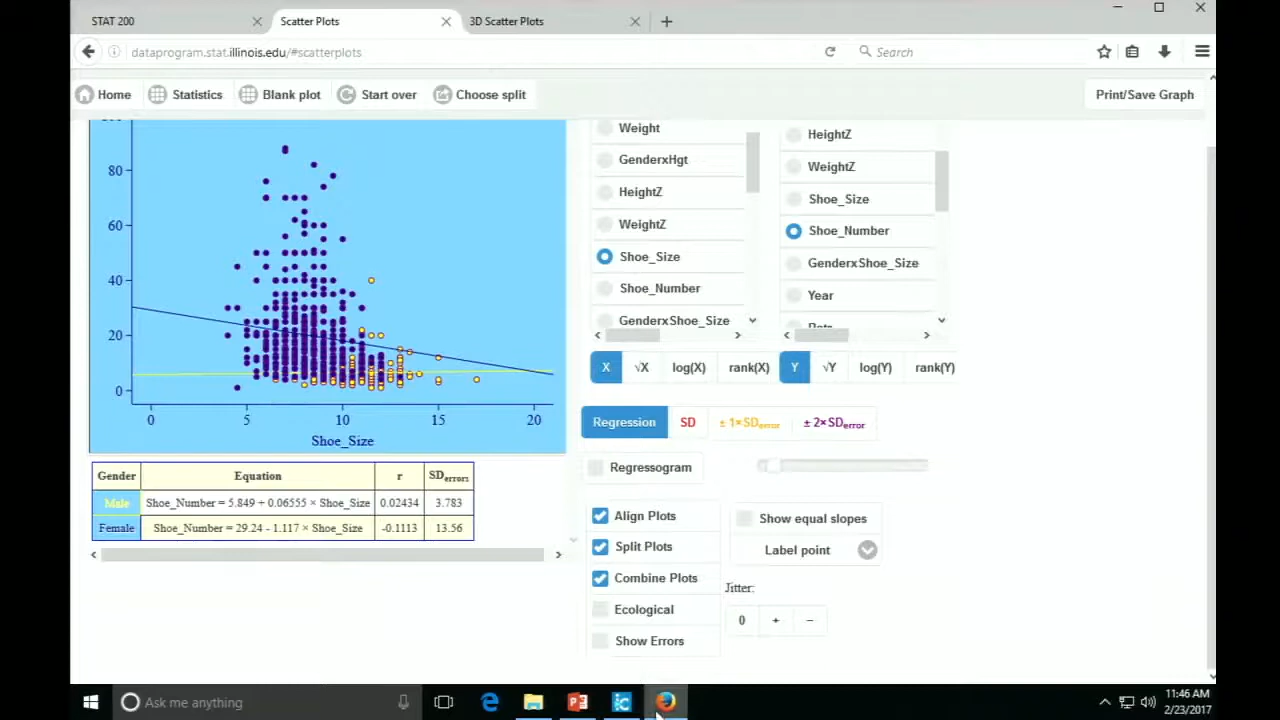 STAT 200
Scatter Plots
3D Scatter Plots
dataprogram.stat.illinois.edu/#scatterplots
Search
Home
Statistics
Blank plot
Start over
Choose split
Print/Save Graph
80
60
40
20
0
0 5 10 15 20
Shoe_Size
Gender Equation r SDerrors
Male Shoe_Number = 5.849 + 0.06555 × Shoe_Size 0.02434 3.783
Female Shoe_Number = 29.24 - 1.117 × Shoe_Size -0.1113 13.56
Weight
GenderxHgt
HeightZ
WeightZ
Shoe_Size
Shoe_Number
GenderxShoe_Size
HeightZ
WeightZ
Shoe_Size
Shoe_Number
GenderxShoe_Size
Year
X √X log(X) rank(X)
Y √Y log(Y) rank(Y)
Regression SD ± 1×SDerror ± 2×SDerror
Regressogram
Align Plots
Split Plots
Combine Plots
Ecological
Show Errors
Show equal slopes
Label point
Jitter:
0 + −
Ask me anything
11:46 AM
2/23/2017